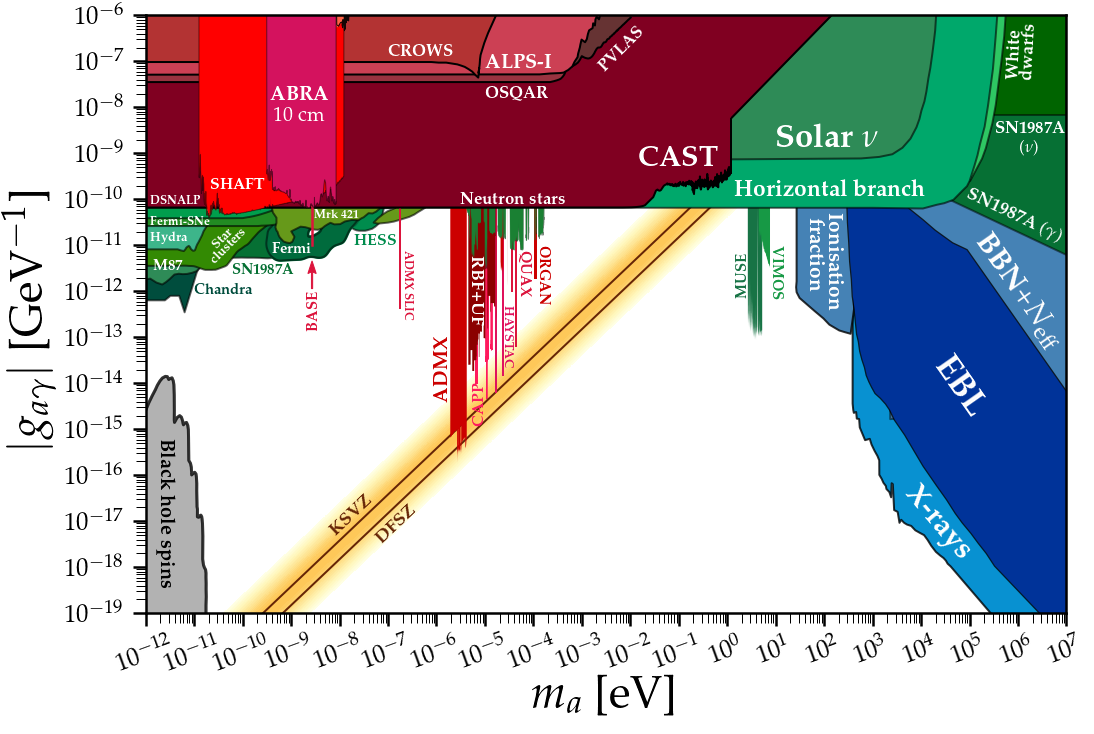 |g_{aγ}| [GeV^{−1}]
10^{−6}
10^{−7}
10^{−8}
10^{−9}
10^{−10}
10^{−11}
10^{−12}
10^{−13}
10^{−14}
10^{−15}
10^{−16}
10^{−17}
10^{−18}
10^{−19}
CROWS
ALPS-I
PVLAS
OSQAR
ABRA
10 cm
SHAFT
CAST
Solar ν
Horizontal branch
White
dwarfs
SN1987A
(ν)
SN1987A (γ)
DSNALP
Fermi-SNe
Hydra
M87
Star
clusters
Chandra
SN1987A
Fermi
Mrk 421
HESS
BASE
ADMX SLIC
Neutron stars
ADMX
RBF+UF
CAPP
HAYSTAC
QUAX
ORGAN
MUSE
VIMOS
Ionisation
fraction
BBN+N_{eff}
EBL
X-rays
Black hole spins
KSVZ
DFSZ
10^{−12}
10^{−11}
10^{−10}
10^{−9}
10^{−8}
10^{−7}
10^{−6}
10^{−5}
10^{−4}
10^{−3}
10^{−2}
10^{−1}
10^{0}
10^{1}
10^{2}
10^{3}
10^{4}
10^{5}
10^{6}
10^{7}
m_a [eV]